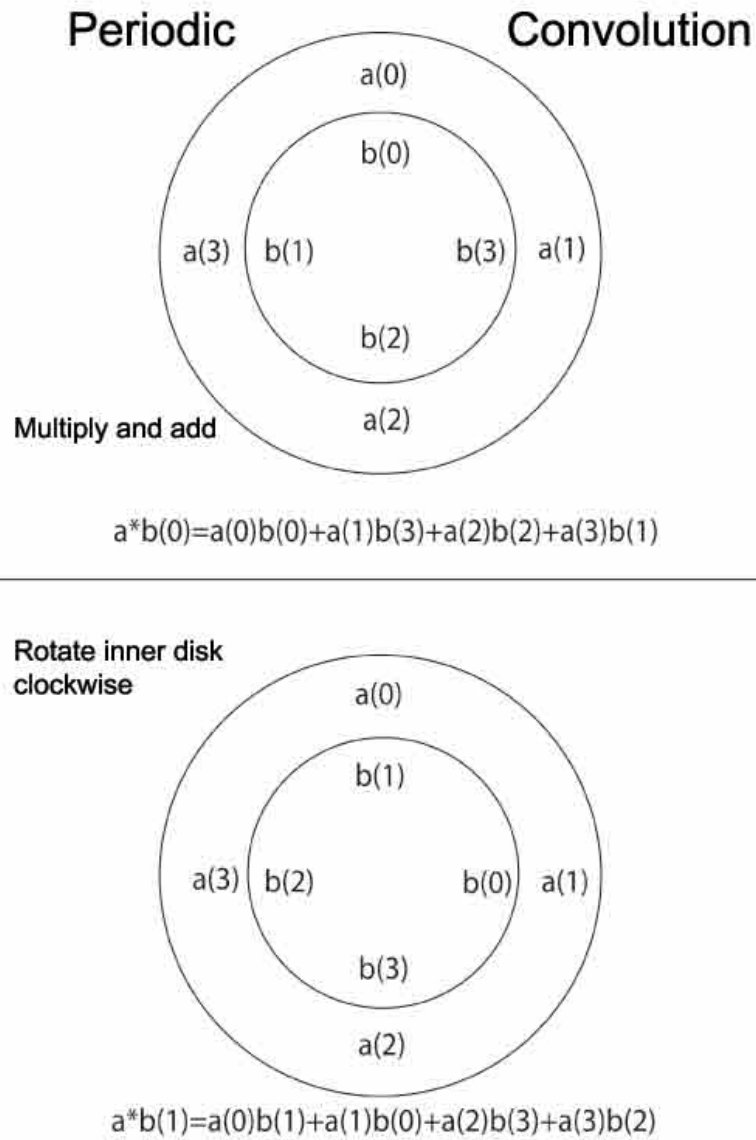 Periodic Convolution
a(0)
b(0)
a(3) b(1) b(3) a(1)
b(2)
a(2)
Multiply and add
a*b(0)=a(0)b(0)+a(1)b(3)+a(2)b(2)+a(3)b(1)
Rotate inner disk
clockwise
a(0)
b(1)
a(3) b(2) b(0) a(1)
b(3)
a(2)
a*b(1)=a(0)b(1)+a(1)b(0)+a(2)b(3)+a(3)b(2)